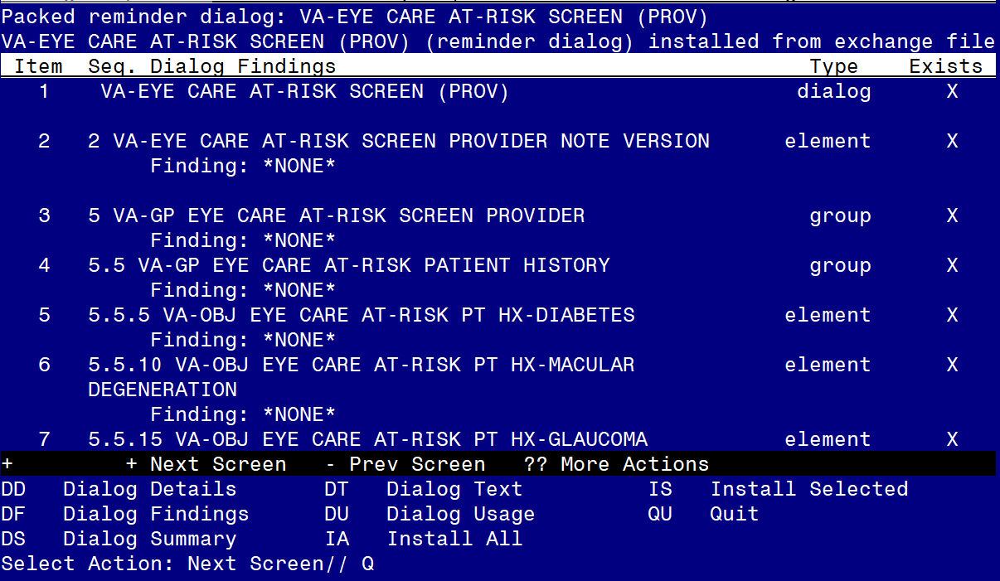 Packed reminder dialog: VA-EYE CARE AT-RISK SCREEN (PROV)
VA-EYE CARE AT-RISK SCREEN (PROV) (reminder dialog) installed from exchange file
Item Seq. Dialog Findings Type Exists
1 VA-EYE CARE AT-RISK SCREEN (PROV) dialog X
2 2 VA-EYE CARE AT-RISK SCREEN PROVIDER NOTE VERSION element X
Finding: *NONE*
3 5 VA-GP EYE CARE AT-RISK SCREEN PROVIDER group X
Finding: *NONE*
4 5.5 VA-GP EYE CARE AT-RISK PATIENT HISTORY group X
Finding: *NONE*
5 5.5.5 VA-OBJ EYE CARE AT-RISK PT HX-DIABETES element X
Finding: *NONE*
6 5.5.10 VA-OBJ EYE CARE AT-RISK PT HX-MACULAR element X
DEGENERATION
Finding: *NONE*
7 5.5.15 VA-OBJ EYE CARE AT-RISK PT HX-GLAUCOMA element X
+ + Next Screen - Prev Screen ?? More Actions
DD Dialog Details DT Dialog Text IS Install Selected
DF Dialog Findings DU Dialog Usage QU Quit
DS Dialog Summary IA Install All
Select Action: Next Screen// Q